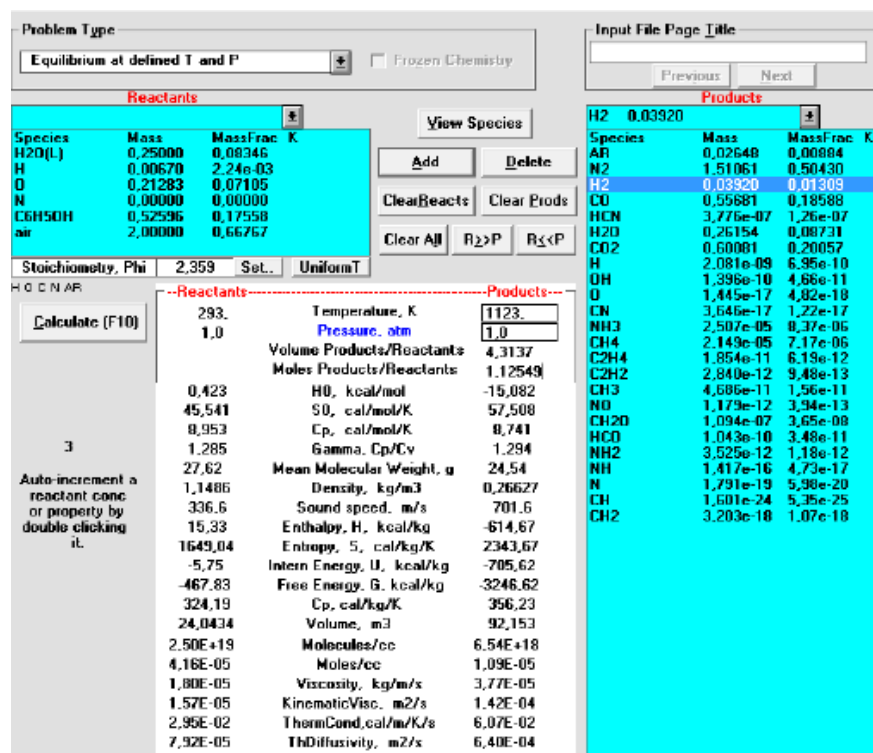 Problem Type
Equilibrium at defined T and P
Frozen Chemistry
Input File Page Title
Previous Next
Reactants
Species Mass MassFrac K
H2O(L) 0,25000 0,08346
H 0,00670 2,24e-03
O 0,21283 0,07105
N 0,00000 0,00000
C6H5OH 0,52596 0,17558
air 2,00000 0,66767
Stoichiometry, Phi 2,359 Set.. UniformT
H O C N AR
View Species
Add Delete
ClearReacts Clear Prods
Clear All R>>P R<<P
Products
H2 0.03920
Species Mass MassFrac K
AR 0,02648 0,00884
N2 1,51061 0,50430
H2 0,03920 0,01309
CO 0,55681 0,18588
HCN 3,776e-07 1,26e-07
H2O 0,26154 0,08731
CO2 0,60081 0,20057
H 2,081e-09 6,95e-10
OH 1,396e-10 4,66e-11
O 1,445e-17 4,82e-18
CN 3,646e-17 1,22e-17
NH3 2,507e-05 8,37e-06
CH4 2,149e-05 7,17e-06
C2H4 1,854e-11 6,19e-12
C2H2 2,840e-12 9,48e-13
CH3 4,686e-11 1,56e-11
NO 1,179e-12 3,94e-13
CH2O 1,094e-07 3,65e-08
HCO 1,043e-10 3,48e-11
NH2 3,525e-12 1,18e-12
NH 1,417e-16 4,73e-17
N 1,791e-19 5,98e-20
CH 1,601e-24 5,35e-25
CH2 3,203e-18 1,07e-18
Calculate (F10)
3
Auto-increment a
reactant conc
or property by
double clicking
it.
--Reactants------Products---
293. Temperature, K 1123.
1,0 Pressure, atm 1,0
Volume Products/Reactants 4,3137
Moles Products/Reactants 1,12549
0,423 H0, kcal/mol -15,082
45,541 S0, cal/mol/K 57,508
8,953 Cp, cal/mol/K 8,741
1,285 Gamma, Cp/Cv 1,294
27,62 Mean Molecular Weight, g 24,54
1,1486 Density, kg/m3 0,26627
336,6 Sound speed, m/s 701,6
15,33 Enthalpy, H, kcal/kg -614,67
1649,04 Entropy, S, cal/kg/K 2343,67
-5,75 Intern Energy, U, kcal/kg -705,62
-467,83 Free Energy, G, kcal/kg -3246,62
324,19 Cp, cal/kg/K 356,23
24,0434 Volume, m3 92,153
2,50E+19 Molecules/cc 6,54E+18
4,16E-05 Moles/cc 1,09E-05
1,80E-05 Viscosity, kg/m/s 3,77E-05
1,57E-05 KinematicVisc, m2/s 1,42E-04
2,95E-02 ThermCond,cal/m/K/s 6,07E-02
7,92E-05 ThDiffusivity, m2/s 6,40E-04